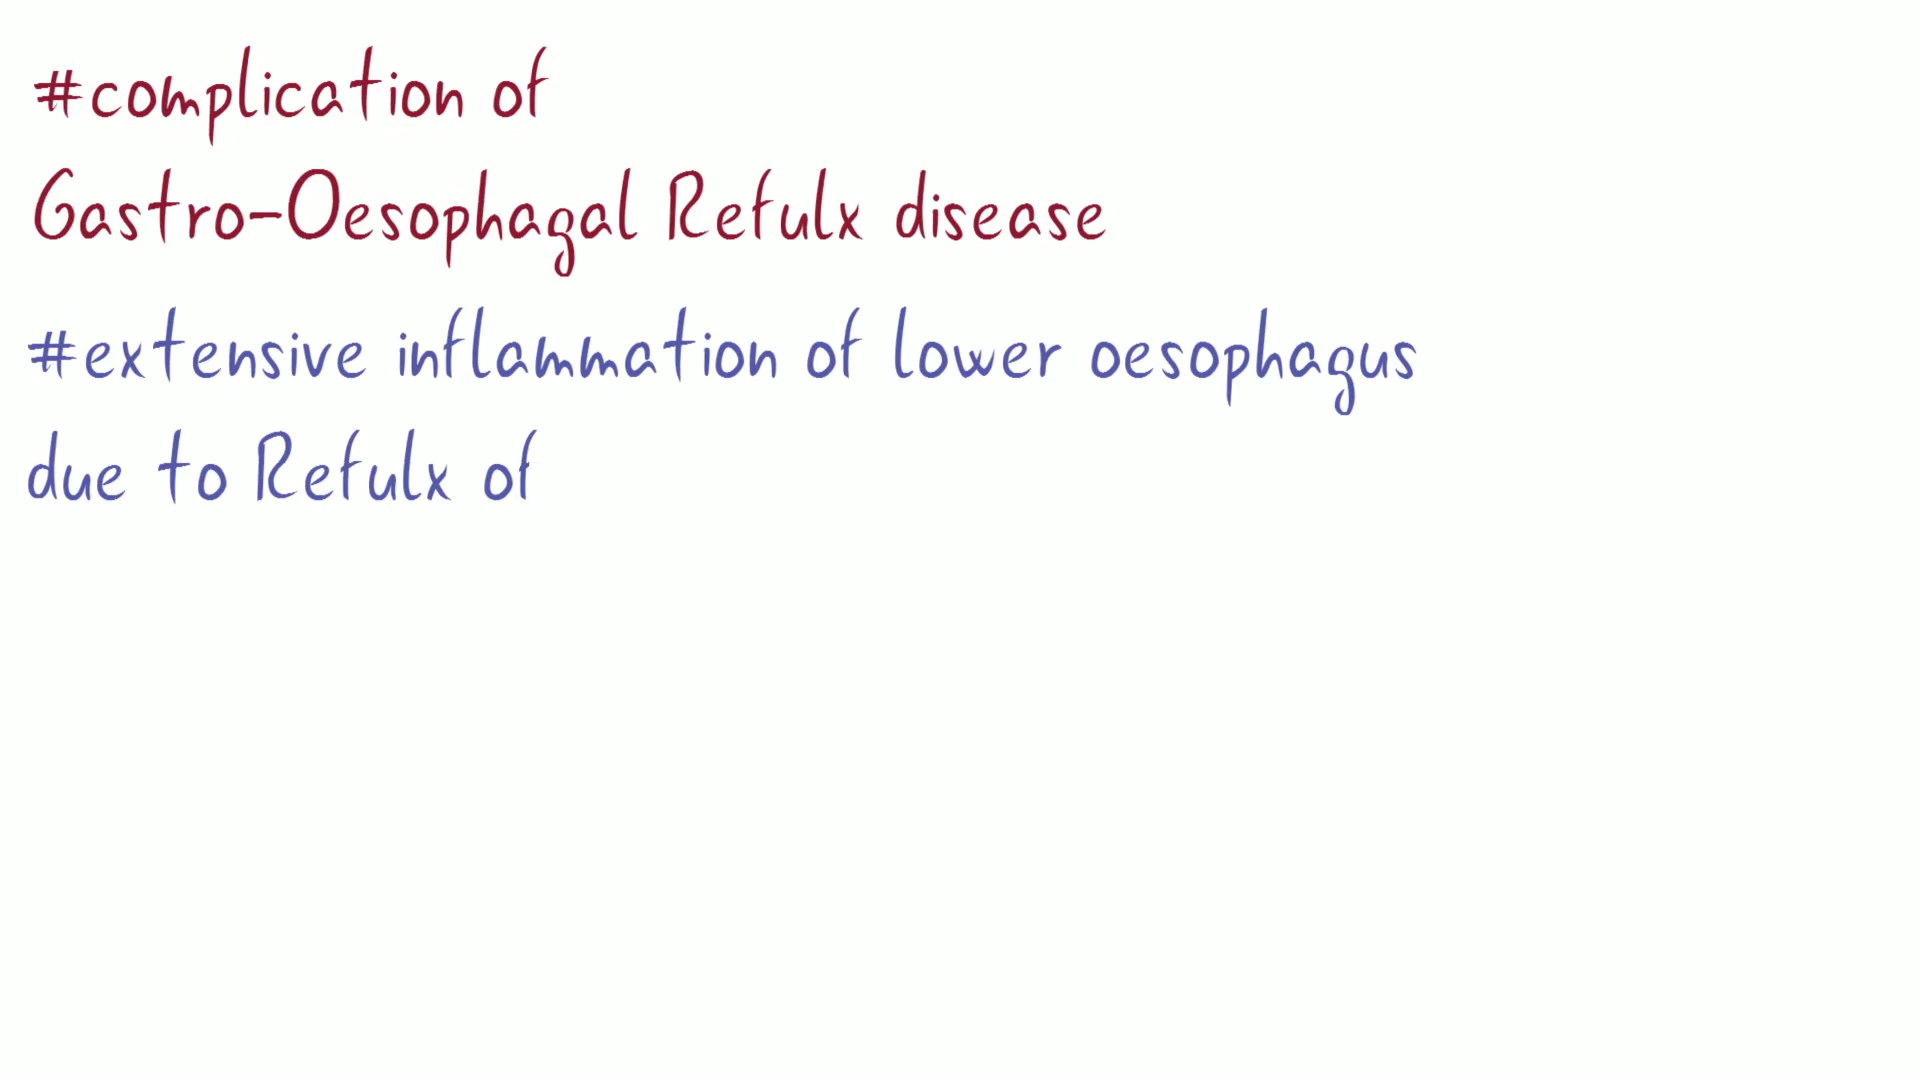 #complication of
Gastro-Oesophagal Refulx disease
#extensive inflammation of lower oesophagus
due to Refulx of